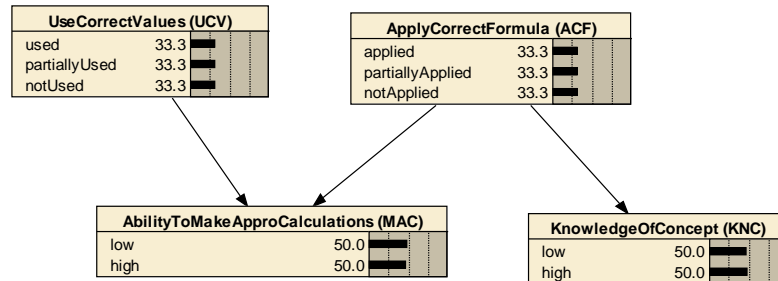 UseCorrectValues (UCV)
used 33.3
partiallyUsed 33.3
notUsed 33.3
ApplyCorrectFormula (ACF)
applied 33.3
partiallyApplied 33.3
notApplied 33.3
AbilityToMakeApproCalculations (MAC)
low 50.0
high 50.0
KnowledgeOfConcept (KNC)
low 50.0
high 50.0